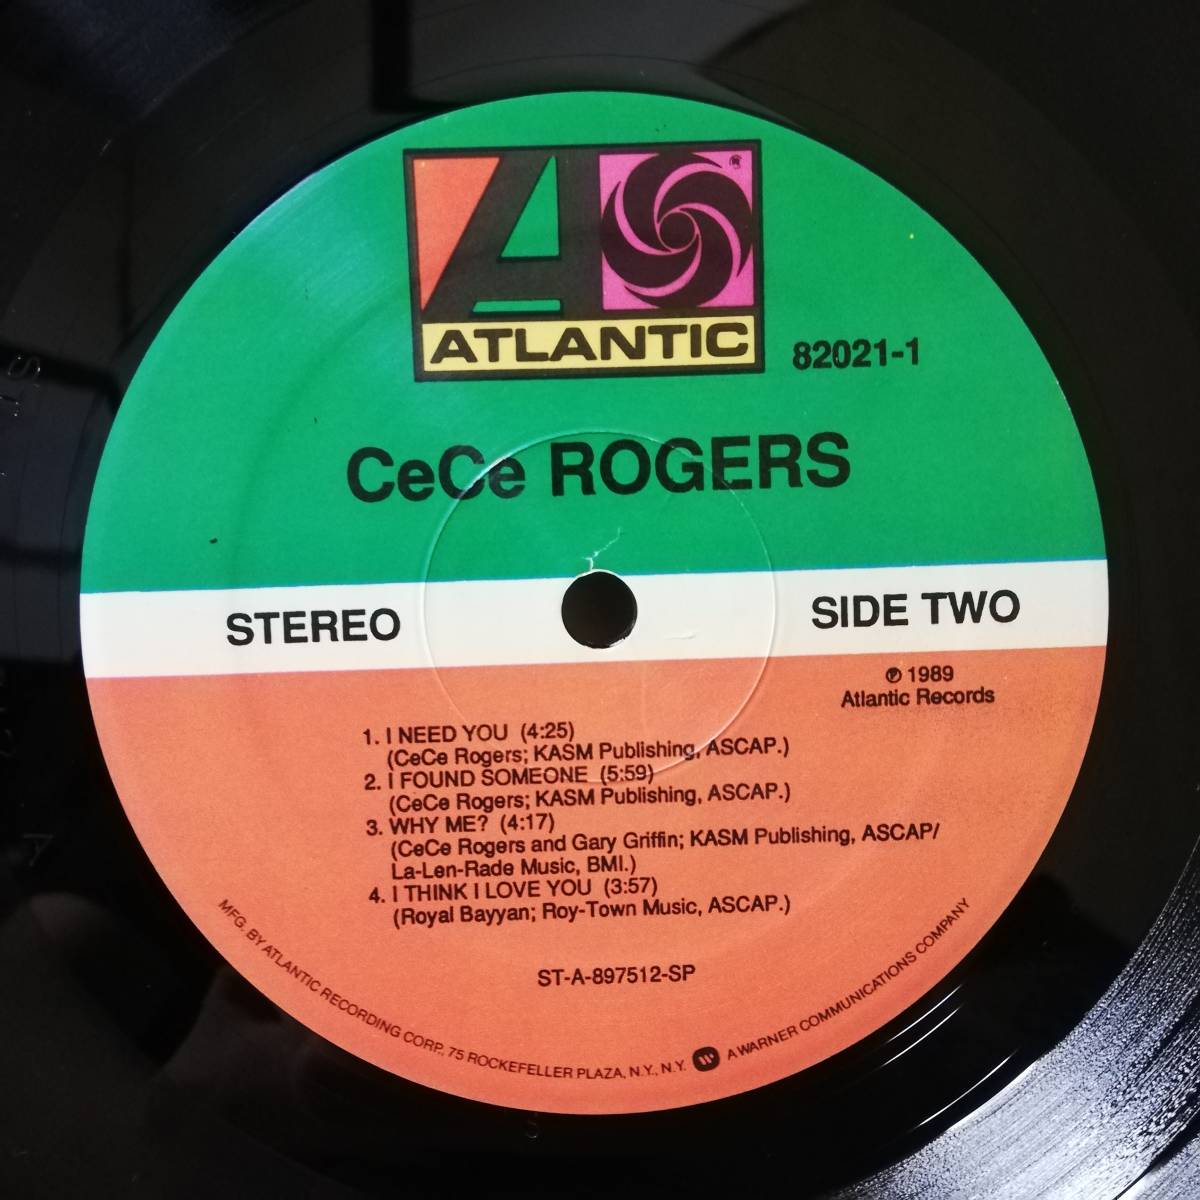 ATLANTIC
82021-1
CeCe ROGERS
STEREO
SIDE TWO
℗ 1989
Atlantic Records
1. I NEED YOU (4:25)
(CeCe Rogers; KASM Publishing, ASCAP.)
2. I FOUND SOMEONE (5:59)
(CeCe Rogers; KASM Publishing, ASCAP.)
3. WHY ME? (4:17)
(CeCe Rogers and Gary Griffin; KASM Publishing, ASCAP/
La-Len-Rade Music, BMI.)
4. I THINK I LOVE YOU (3:57)
(Royal Bayyan; Roy-Town Music, ASCAP.)
ST-A-897512-SP
MFG. BY ATLANTIC RECORDING CORP., 75 ROCKEFELLER PLAZA, N.Y., N.Y. A WARNER COMMUNICATIONS COMPANY